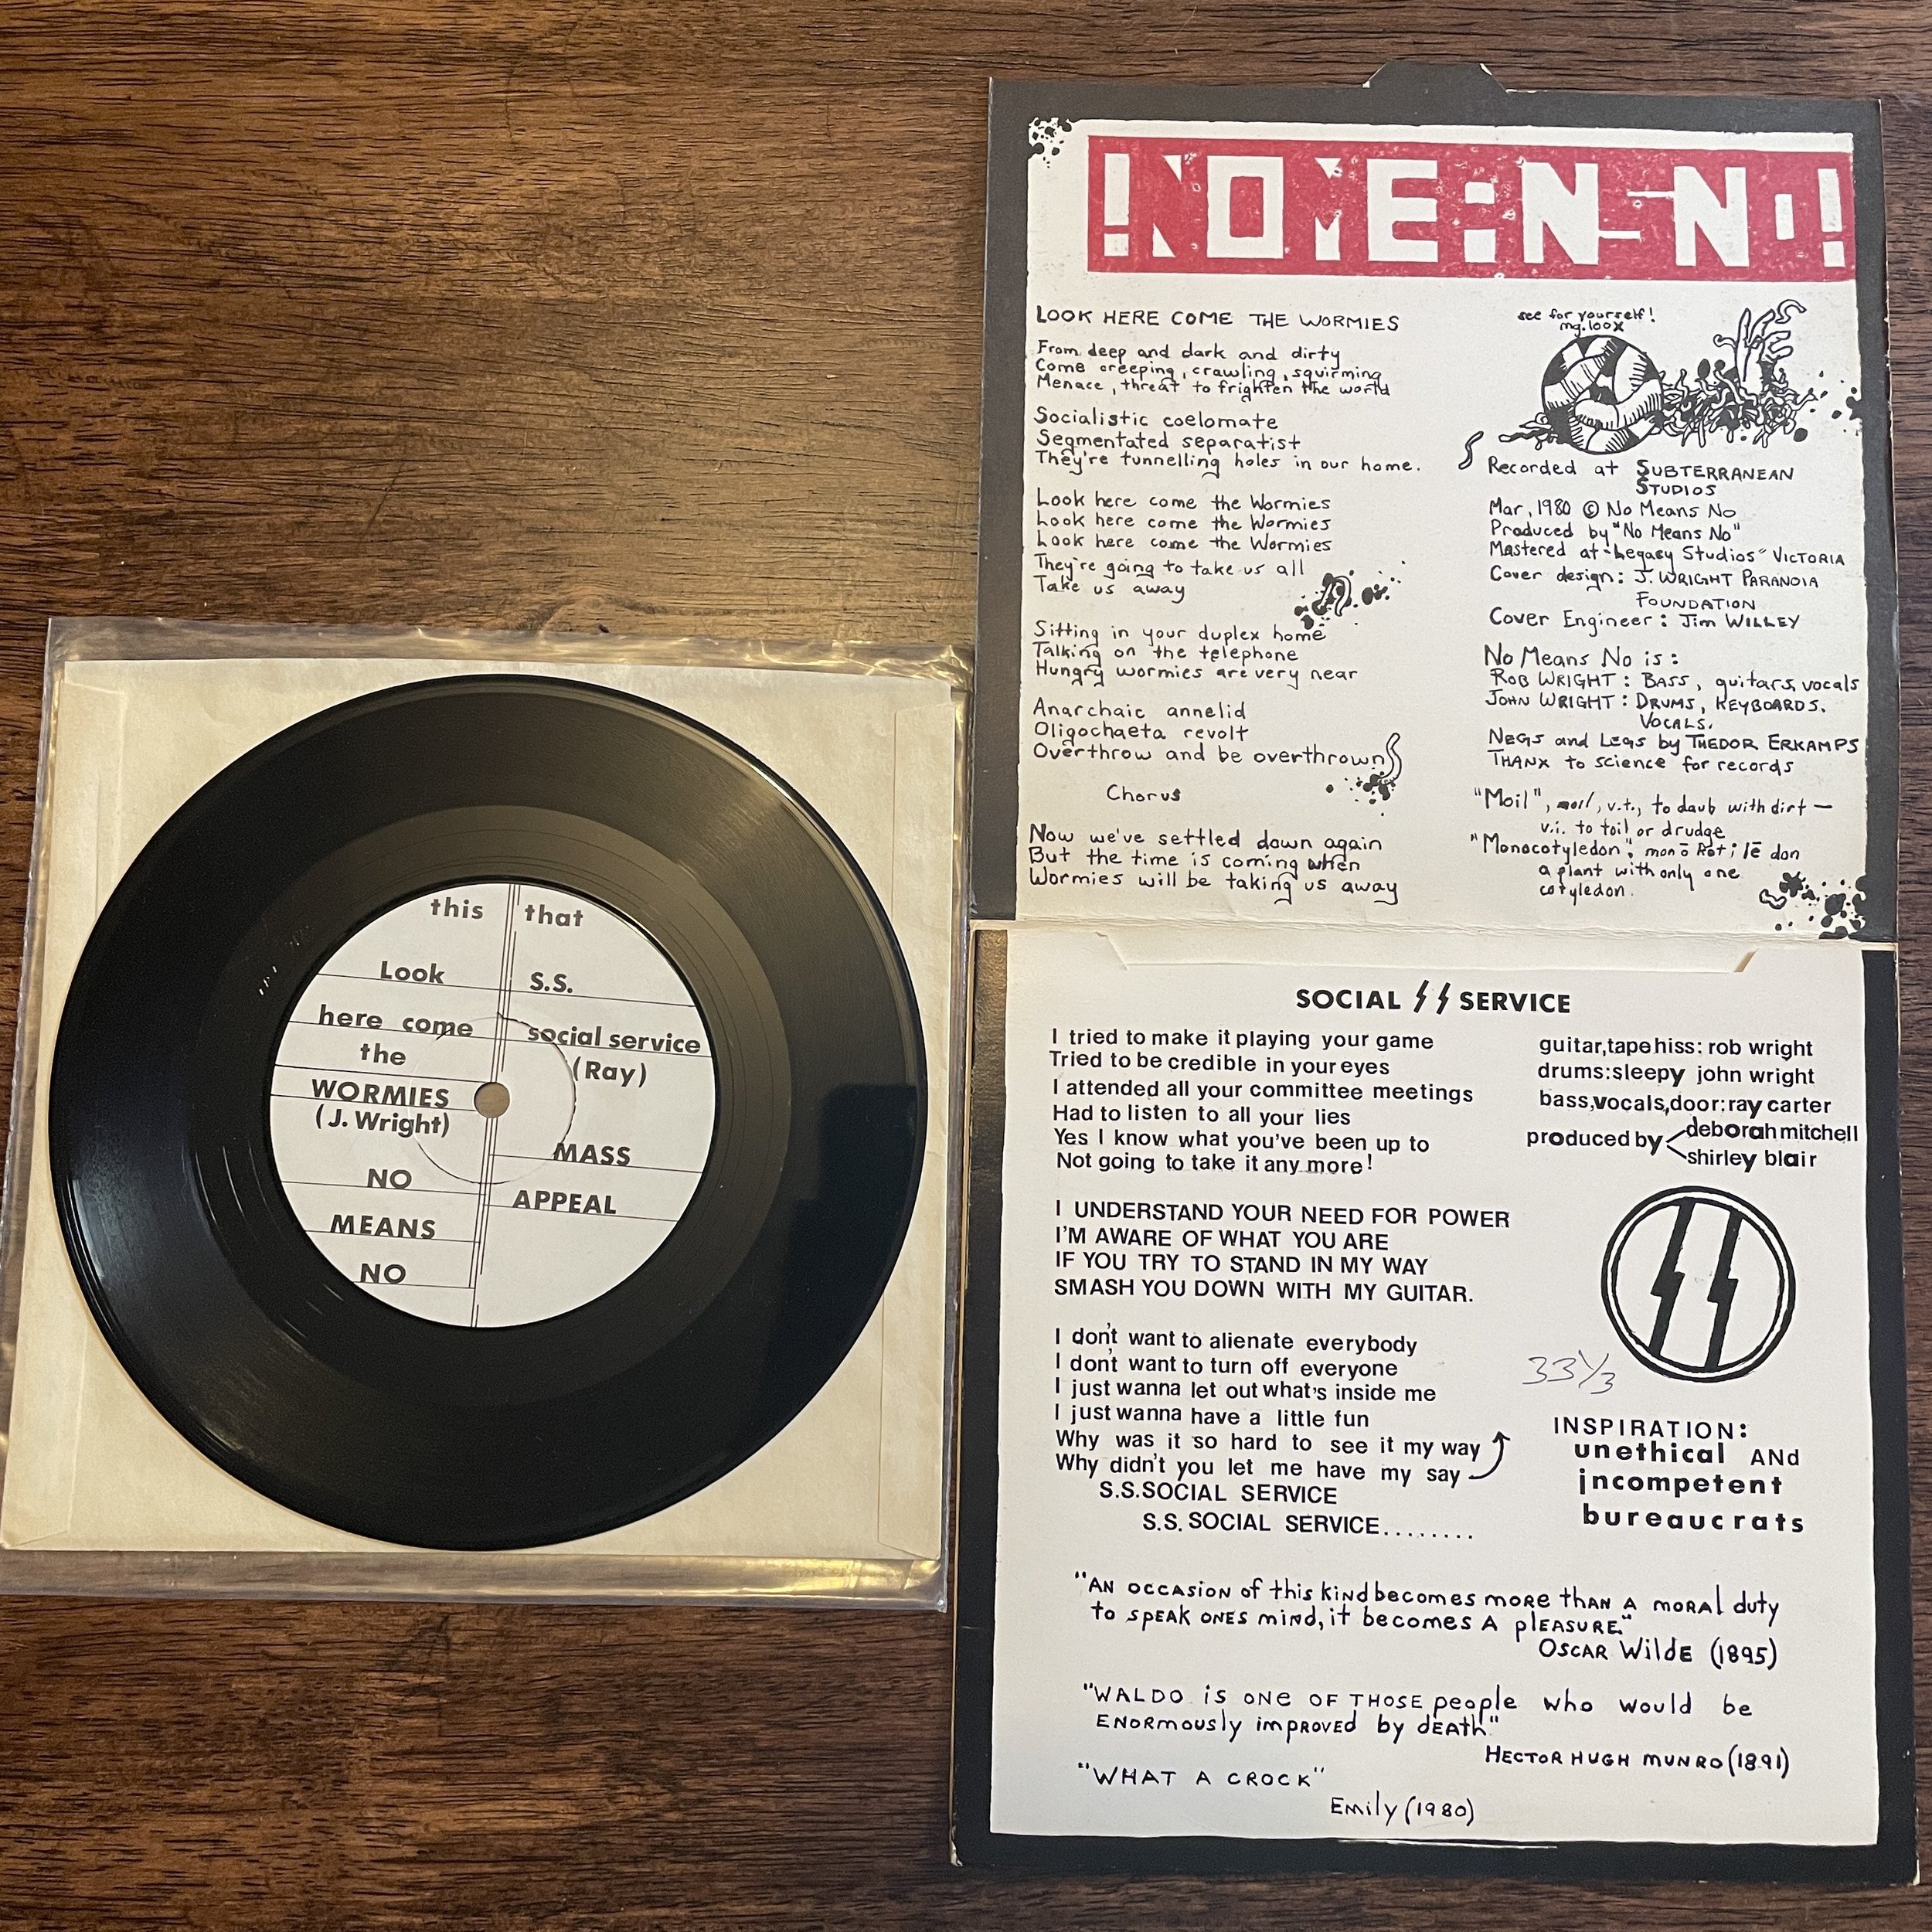 this that
Look
here come
the
WORMIES
(J. Wright)
NO
MEANS
NO
S.S.
social service
(Ray)
MASS
APPEAL
!NOMEANSNO!
LOOK HERE COME THE WORMIES
From deep and dark and dirty
Come creeping, crawling, squirming
Menace, threat to frighten the world
Socialistic coelomate
Segmentated separatist
They're tunnelling holes in our home.
Look here come the Wormies
Look here come the Wormies
Look here come the Wormies
They're going to take us all
Take us away
Sitting in your duplex home
Talking on the telephone
Hungry wormies are very near
Anarchaic annelid
Oligochaeta revolt
Overthrow and be overthrown
Chorus
Now we've settled down again
But the time is coming when
Wormies will be taking us away
see for yourself!
mg. 100X
Recorded at SUBTERRANEAN
STUDIOS
Mar, 1980 © No Means No
Produced by "No Means No"
Mastered at "Legacy Studios" VICTORIA
Cover design: J. WRIGHT PARANOIA
FOUNDATION
Cover Engineer: Jim WILLEY
No Means No is:
ROB WRIGHT: BASS, guitars, vocals
JOHN WRIGHT: DRUMS, KEYBOARDS.
VOCALS.
NEGS and LEGS by THEDOR ERKAMPS
THANX to science for records
"Moil", moil, v.t., to daub with dirt —
v.i. to toil or drudge
"Monocotyledon", mon ō kot i lē don
a plant with only one
cotyledon.
SOCIAL SERVICE
I tried to make it playing your game
Tried to be credible in your eyes
I attended all your committee meetings
Had to listen to all your lies
Yes I know what you've been up to
Not going to take it any more!
I UNDERSTAND YOUR NEED FOR POWER
I'M AWARE OF WHAT YOU ARE
IF YOU TRY TO STAND IN MY WAY
SMASH YOU DOWN WITH MY GUITAR.
I don't want to alienate everybody
I don't want to turn off everyone
I just wanna let out what's inside me
I just wanna have a little fun
Why was it so hard to see it my way
Why didn't you let me have my say
S.S. SOCIAL SERVICE
S.S. SOCIAL SERVICE........
guitar, tape hiss: rob wright
drums: sleepy john wright
bass, vocals, door: ray carter
produced by deborah mitchell
shirley blair
33 1/3
INSPIRATION:
unethical ANd
incompetent
bureaucrats
"AN occasion of this kind becomes more than A moral duty
to speak ones mind, it becomes A pleasure."
OSCAR WildE (1895)
"WALDO is ONE OF THOSE people who would be
ENormously improved by dEAth"
HECTOR HUGH MUNRO (1891)
"WHAT A CROCK"
Emily (1980)